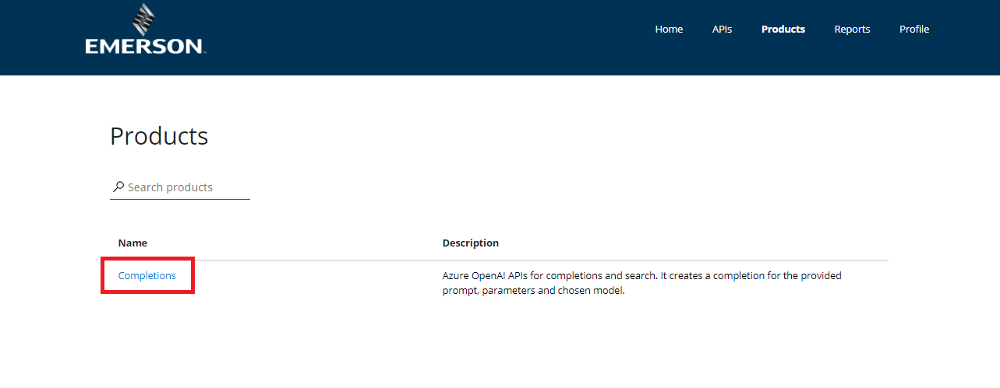 EMERSON
Home APIs Products Reports Profile
Products
Search products
Name Description
Completions Azure OpenAI APIs for completions and search. It creates a completion for the provided
prompt, parameters and chosen model.